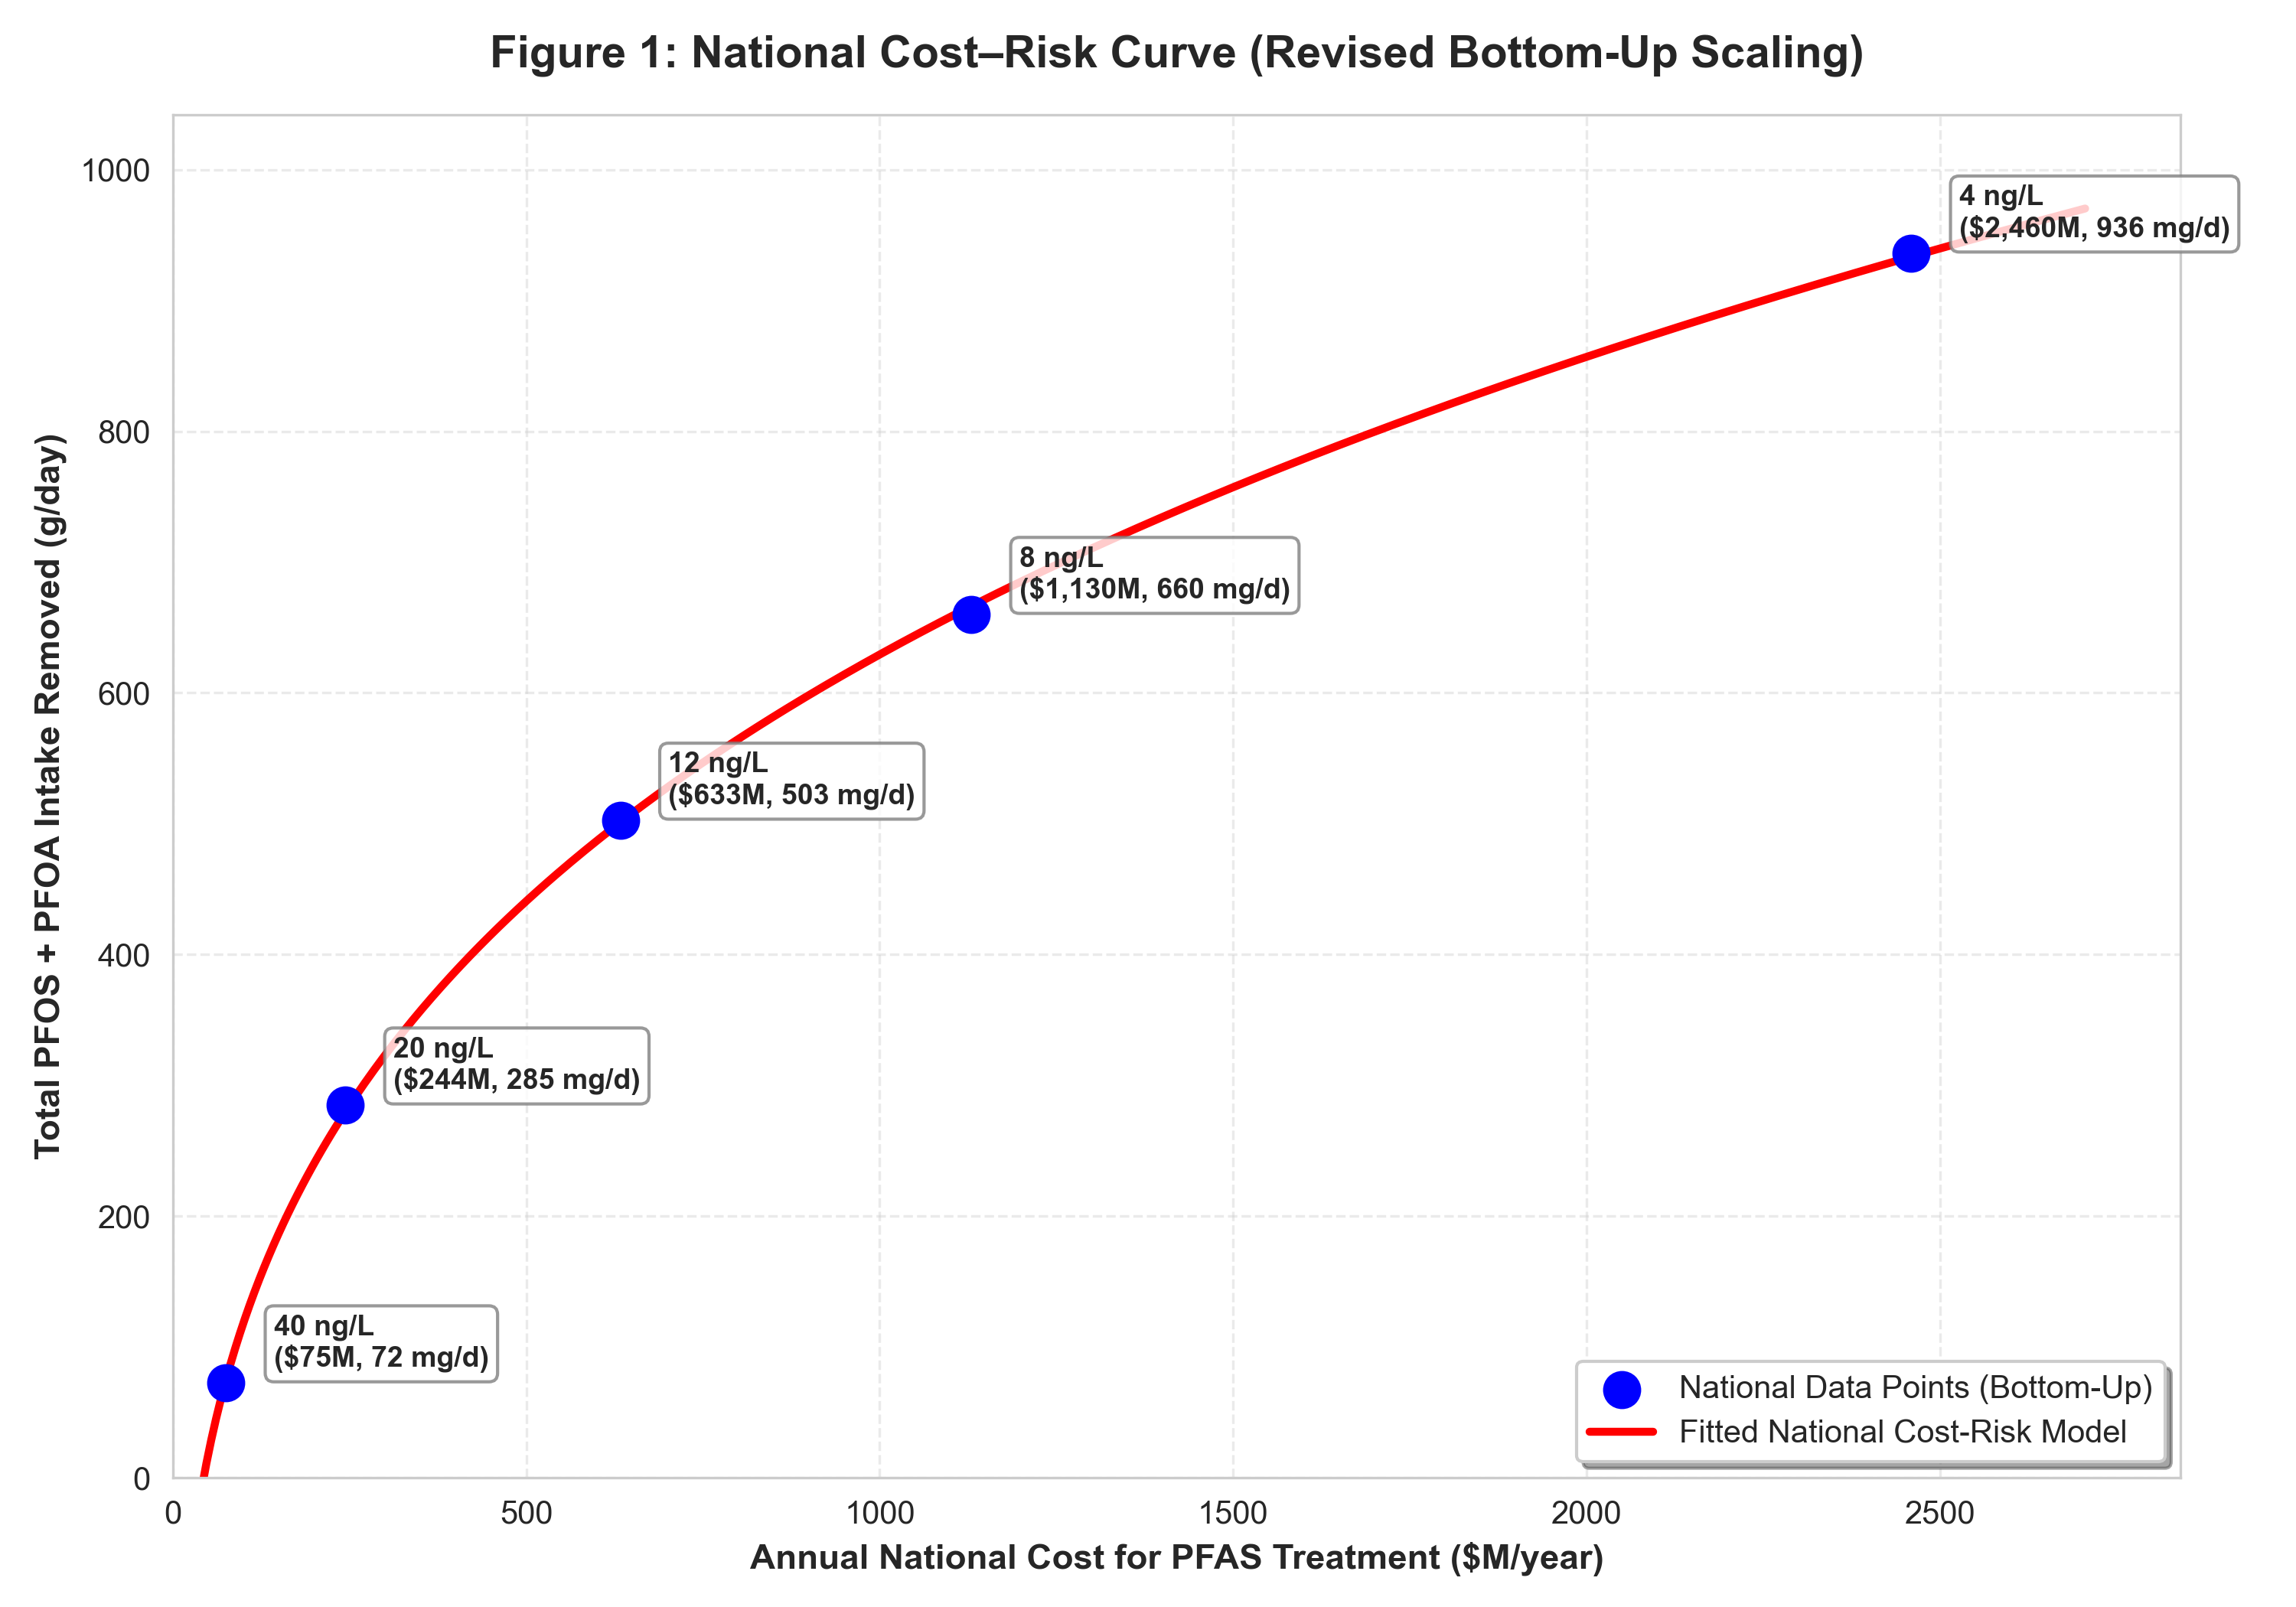 Figure 1: National Cost–Risk Curve (Revised Bottom-Up Scaling)
Total PFOS + PFOA Intake Removed (g/day)
1000
800
600
400
200
0
4 ng/L
($2,460M, 936 mg/d)
8 ng/L
($1,130M, 660 mg/d)
12 ng/L
($633M, 503 mg/d)
20 ng/L
($244M, 285 mg/d)
40 ng/L
($75M, 72 mg/d)
National Data Points (Bottom-Up)
Fitted National Cost-Risk Model
0 500 1000 1500 2000 2500
Annual National Cost for PFAS Treatment ($M/year)